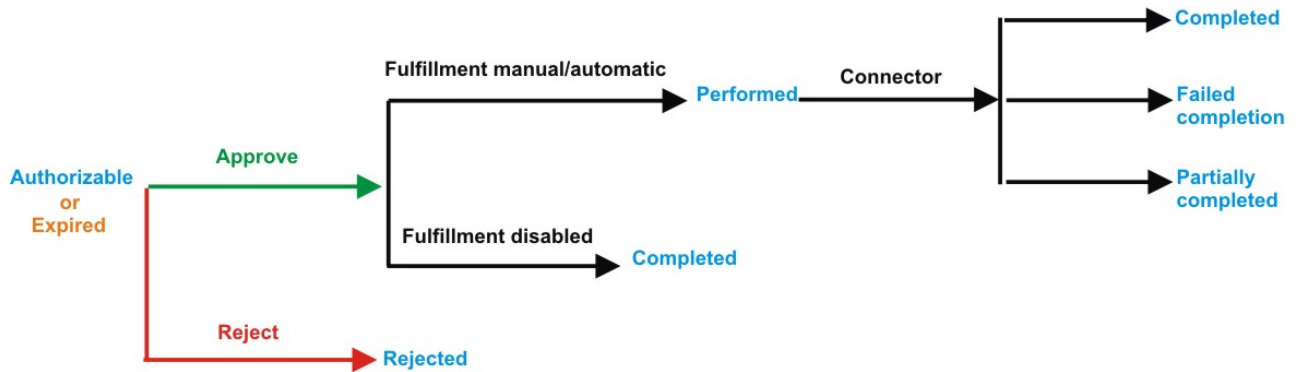 Completed
Fulfillment manual/automatic
Connector
Performed
Failed
completion
Approve
Authorizable
or
Expired
Partially
completed
Fulfillment disabled
Completed
Reject
Rejected